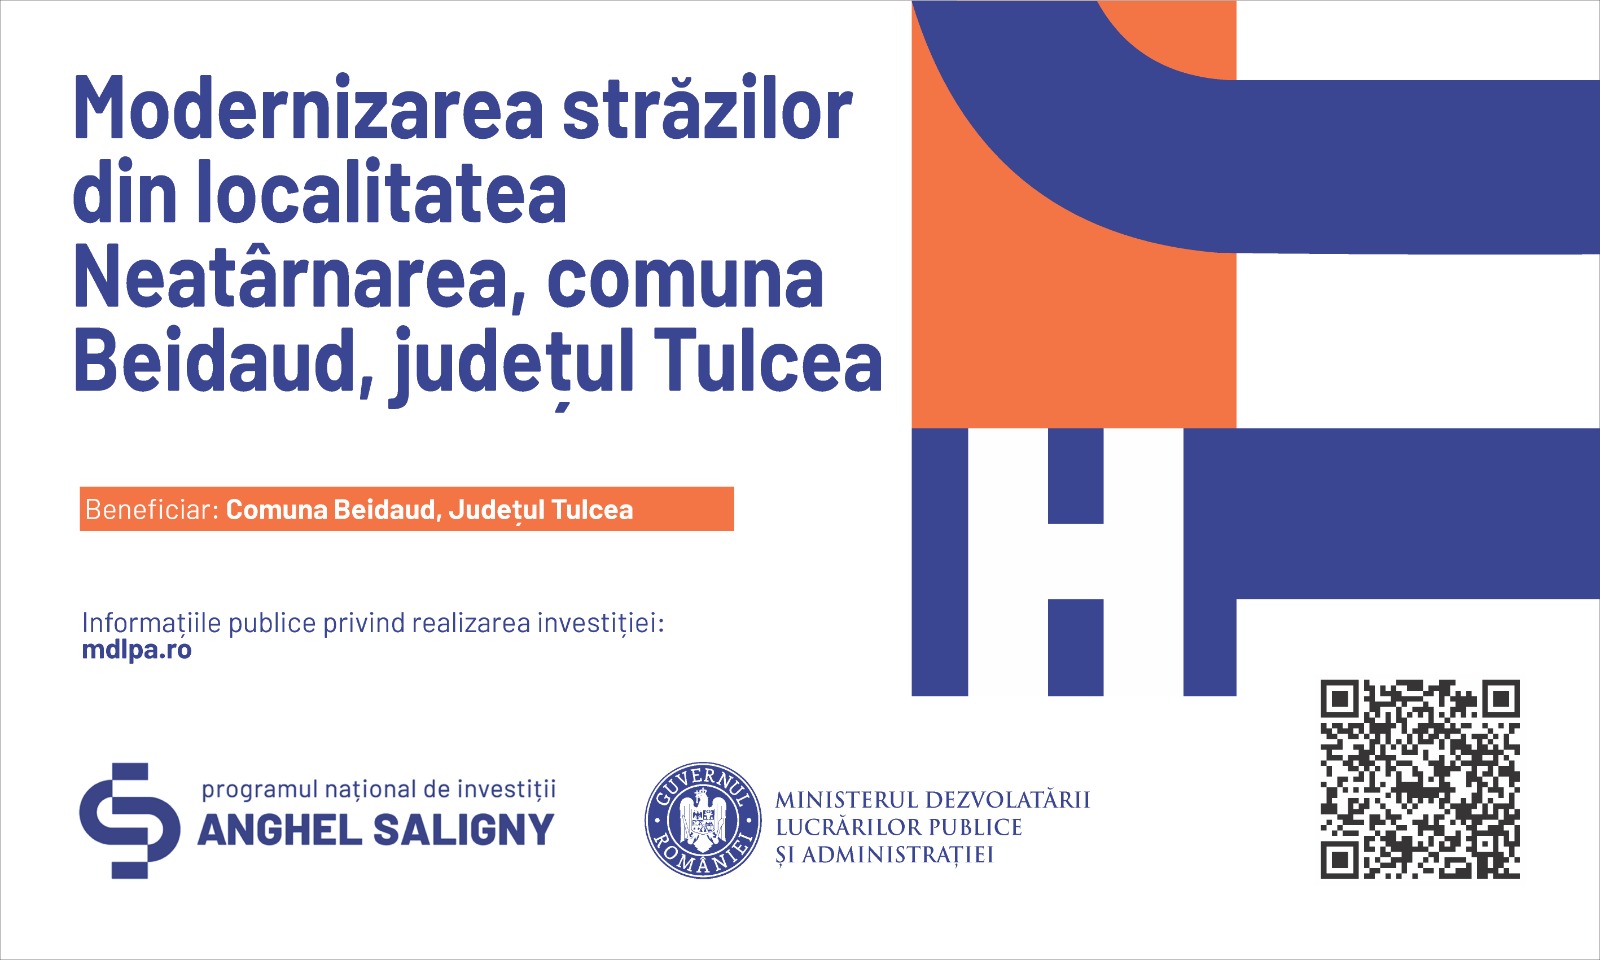 Modernizarea străzilor
din localitatea
Neatârnarea, comuna
Beidaud, județul Tulcea
Beneficiar: Comuna Beidaud, Județul Tulcea
Informațiile publice privind realizarea investiției:
mdlpa.ro
programul național de investiții
ANGHEL SALIGNY
GUVERNUL ROMÂNIEI
MINISTERUL DEZVOLTĂRII
LUCRĂRILOR PUBLICE
ȘI ADMINISTRAȚIEI